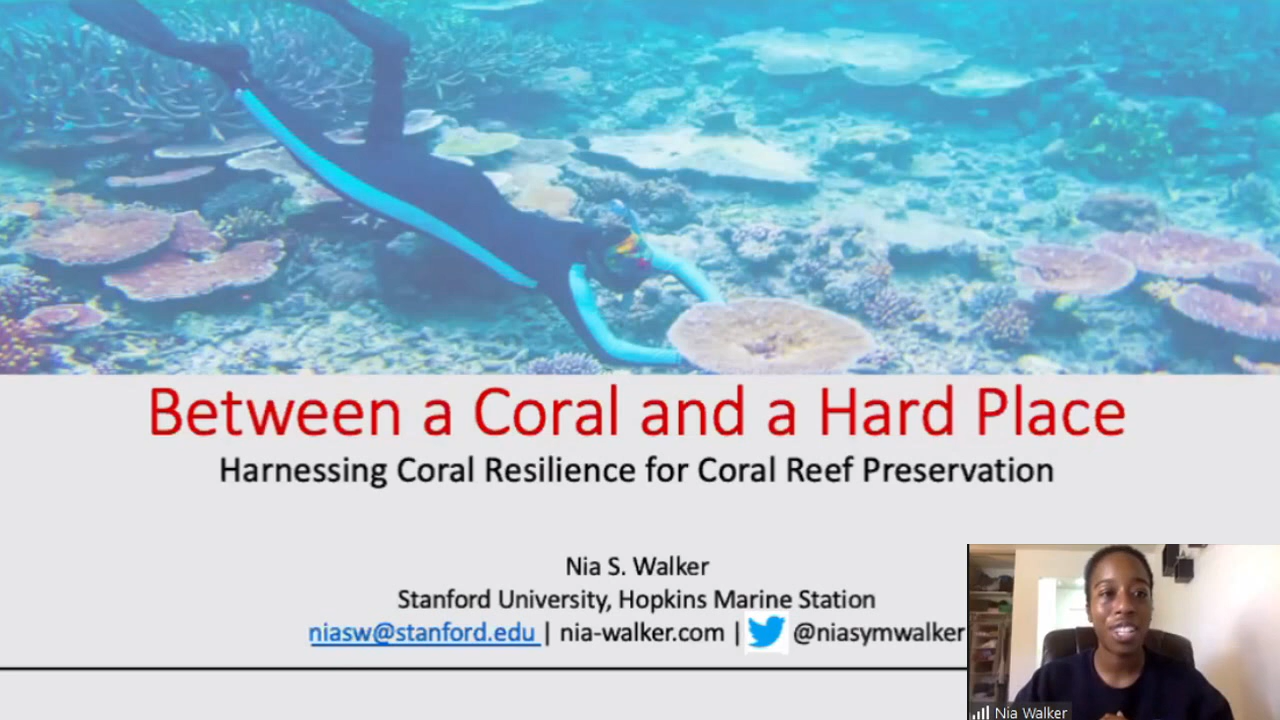 Between a Coral and a Hard Place
Harnessing Coral Resilience for Coral Reef Preservation
Nia S. Walker
Stanford University, Hopkins Marine Station
niasw@stanford.edu | nia-walker.com | @niasymwalker
Nia Walker